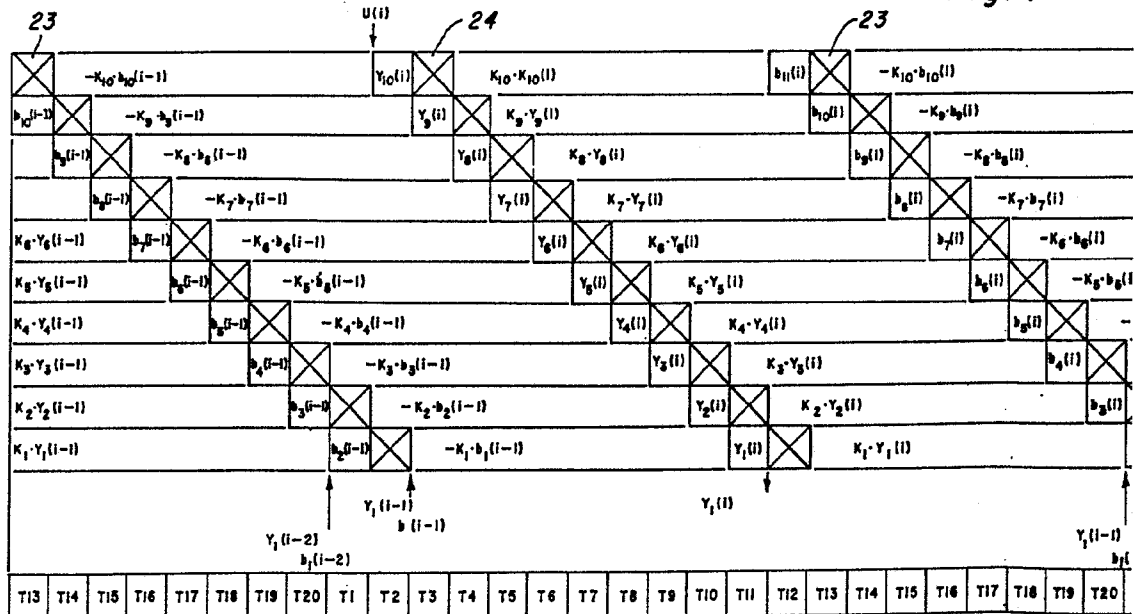 23 U(i) 24 23
-K10·b10(i-1) Y10(i) K10·K10(i) b11(i) -K10·b10(i)
b10(i-1) -K9·b9(i-1) Y9(i) K9·Y9(i) b10(i) -K9·b9(i)
b9(i-1) -K8·b8(i-1) Y8(i) K8·Y8(i) b9(i) -K8·b8(i)
b8(i-1) -K7·b7(i-1) Y7(i) K7·Y7(i) b8(i) -K7·b7(i)
K6·Y6(i-1) b7(i-1) -K6·b6(i-1) Y6(i) K6·Y6(i) b7(i) -K6·b6(i)
K5·Y5(i-1) b6(i-1) -K5·b5(i-1) Y5(i) K5·Y5(i) b6(i) -K5·b5(i)
K4·Y4(i-1) b5(i-1) -K4·b4(i-1) Y4(i) K4·Y4(i) b5(i) -
K3·Y3(i-1) b4(i-1) -K3·b3(i-1) Y3(i) K3·Y3(i) b4(i)
K2·Y2(i-1) b3(i-1) -K2·b2(i-1) Y2(i) K2·Y2(i) b3(i)
K1·Y1(i-1) b2(i-1) -K1·b1(i-1) Y1(i) K1·Y1(i)
Y1(i-1) Y1(i)
b(i-1)
Y1(i-2) Y1(i-1)
b1(i-2) b1(
T13 T14 T15 T16 T17 T18 T19 T20 T1 T2 T3 T4 T5 T6 T7 T8 T9 T10 T11 T12 T13 T14 T15 T16 T17 T18 T19 T20